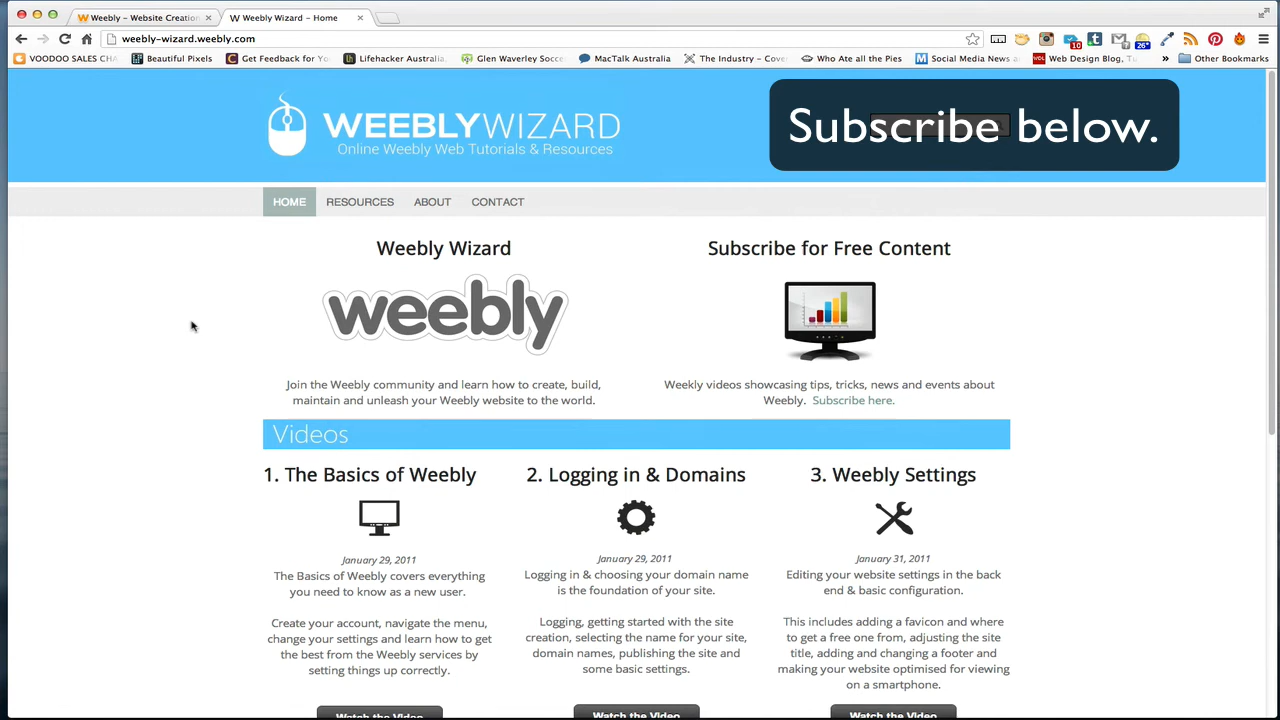 Weebly - Website Creation
Weebly Wizard - Home
weebly-wizard.weebly.com
10
26°
VOODOO SALES CHA
Beautiful Pixels
Get Feedback for Yo
Lifehacker Australia
Glen Waverley Socce
MacTalk Australia
The Industry - Cove
Who Ate all the Pies
Social Media News a
Web Design Blog, Tu
»
Other Bookmarks
WEEBLYWIZARD
Online Weebly Web Tutorials & Resources
Subscribe below.
HOME
RESOURCES
ABOUT
CONTACT
Weebly Wizard
weebly
Join the Weebly community and learn how to create, build,
maintain and unleash your Weebly website to the world.
Subscribe for Free Content
Weekly videos showcasing tips, tricks, news and events about
Weebly. Subscribe here.
Videos
1. The Basics of Weebly
January 29, 2011
The Basics of Weebly covers everything
you need to know as a new user.
Create your account, navigate the menu,
change your settings and learn how to get
the best from the Weebly services by
setting things up correctly.
Watch the Video
2. Logging in & Domains
January 29, 2011
Logging in & choosing your domain name
is the foundation of your site.
Logging, getting started with the site
creation, selecting the name for your site,
domain names, publishing the site and
some basic settings.
Watch the Video
3. Weebly Settings
January 31, 2011
Editing your website settings in the back
end & basic configuration.
This includes adding a favicon and where
to get a free one from, adjusting the site
title, adding and changing a footer and
making your website optimised for viewing
on a smartphone.
Watch the Video